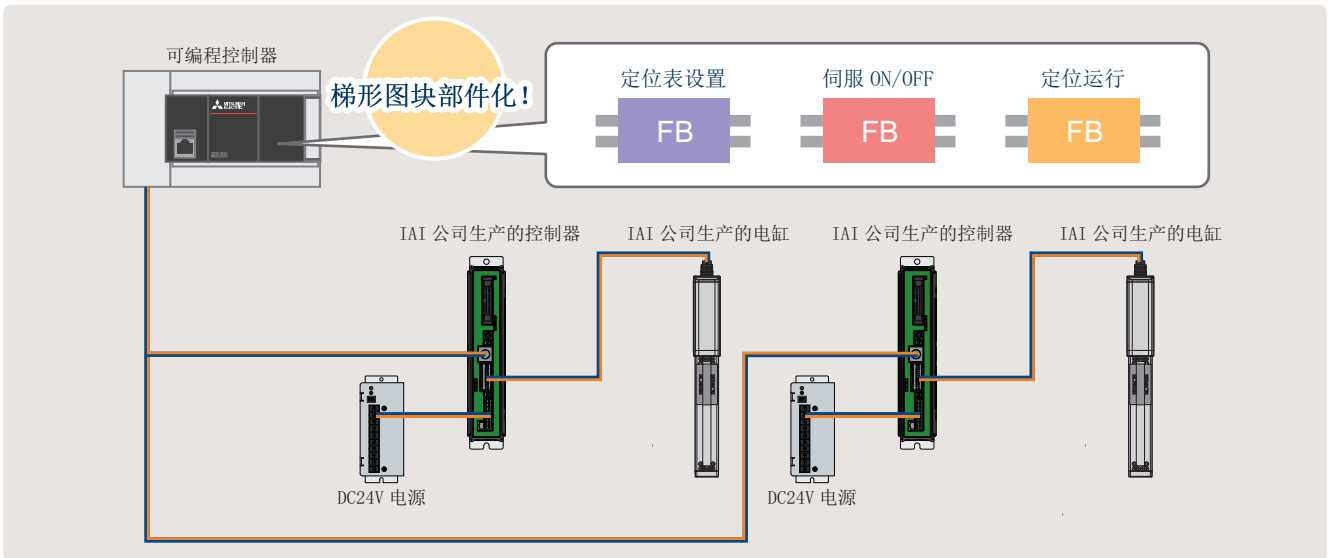 可编程控制器
MITSUBISHI
ELECTRIC
梯形图块部件化!
定位表设置
伺服 ON/OFF
定位运行
FB
FB
FB
IAI 公司生产的控制器
IAI 公司生产的电缸
IAI 公司生产的控制器
IAI 公司生产的电缸
DC24V 电源
DC24V 电源